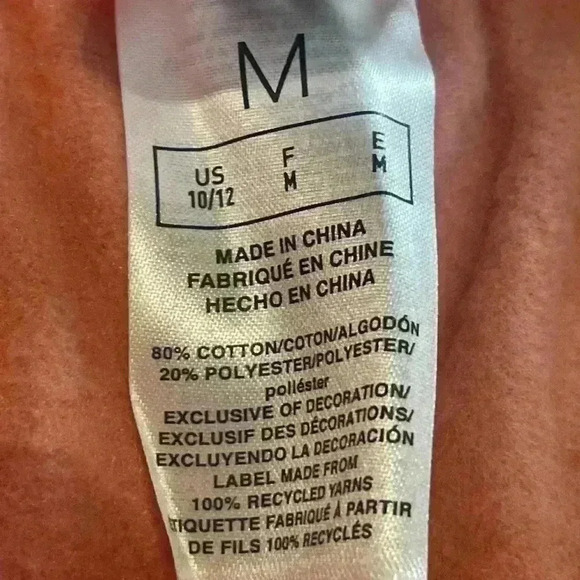 M
US F E
10/12 M M
MADE IN CHINA
FABRIQUÉ EN CHINE
HECHO EN CHINA
80% COTTON/COTON/ALGODÓN
20% POLYESTER/POLYESTER/
poliéster
EXCLUSIVE OF DECORATION/
EXCLUSIF DES DÉCORATIONS/
EXCLUYENDO LA DECORACIÓN
LABEL MADE FROM
100% RECYCLED YARNS
ÉTIQUETTE FABRIQUÉ À PARTIR
DE FILS 100% RECYCLÉS